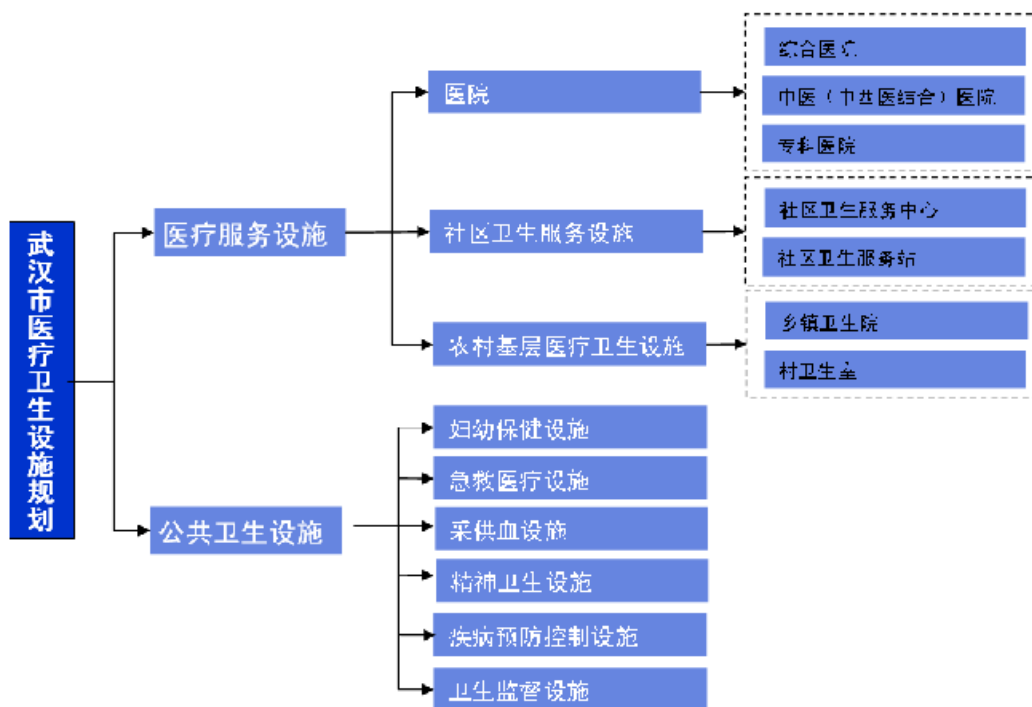 武汉市医疗卫生设施规划
医疗服务设施
医院
综合医院
中医（中西医结合）医院
专科医院
社区卫生服务设施
社区卫生服务中心
社区卫生服务站
农村基层医疗卫生设施
乡镇卫生院
村卫生室
公共卫生设施
妇幼保健设施
急救医疗设施
采供血设施
精神卫生设施
疾病预防控制设施
卫生监督设施